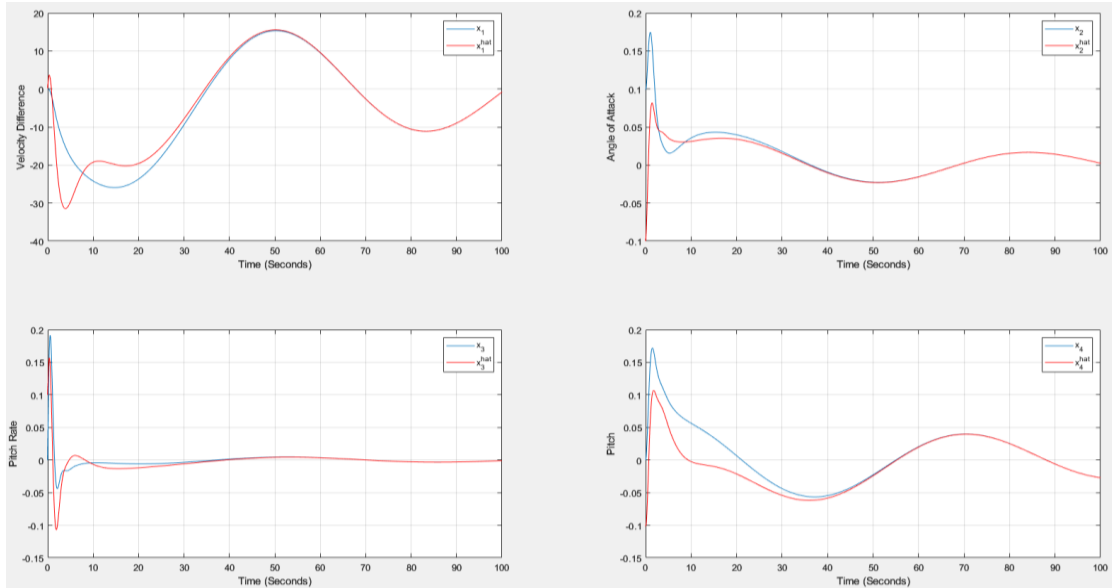 20
10
0
-10
-20
-30
-40
Velocity Difference
0 10 20 30 40 50 60 70 80 90 100
Time (Seconds)
x1
x1hat
0.2
0.15
0.1
0.05
0
-0.05
-0.1
Angle of Attack
0 10 20 30 40 50 60 70 80 90 100
Time (Seconds)
x2
x2hat
0.2
0.15
0.1
0.05
0
-0.05
-0.1
-0.15
Pitch Rate
0 10 20 30 40 50 60 70 80 90 100
Time (Seconds)
x3
x3hat
0.2
0.15
0.1
0.05
0
-0.05
-0.1
-0.15
Pitch
0 10 20 30 40 50 60 70 80 90 100
Time (Seconds)
x4
x4hat